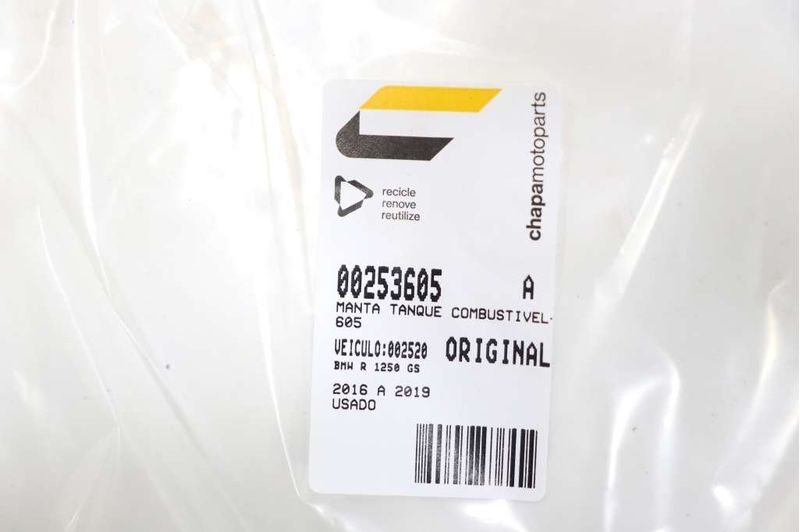 chapamotoparts
recicle
renove
reutilize
00253605 A
MANTA TANQUE COMBUSTIVEL-
605
VEICULO:002520 ORIGINAL
BMW R 1250 GS
2016 A 2019
USADO